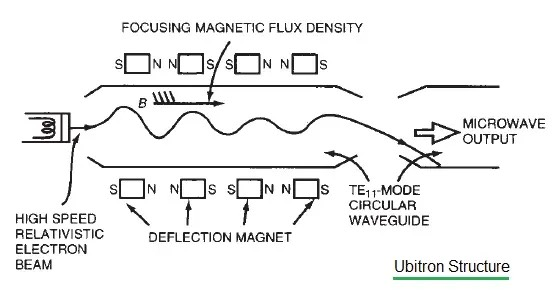 FOCUSING MAGNETIC FLUX DENSITY
S N N S S N N S
B
MICROWAVE
OUTPUT
S N N S S N N S
TE₁₁-MODE
CIRCULAR
WAVEGUIDE
HIGH SPEED
RELATIVISTIC
ELECTRON
BEAM
DEFLECTION MAGNET
Ubitron Structure